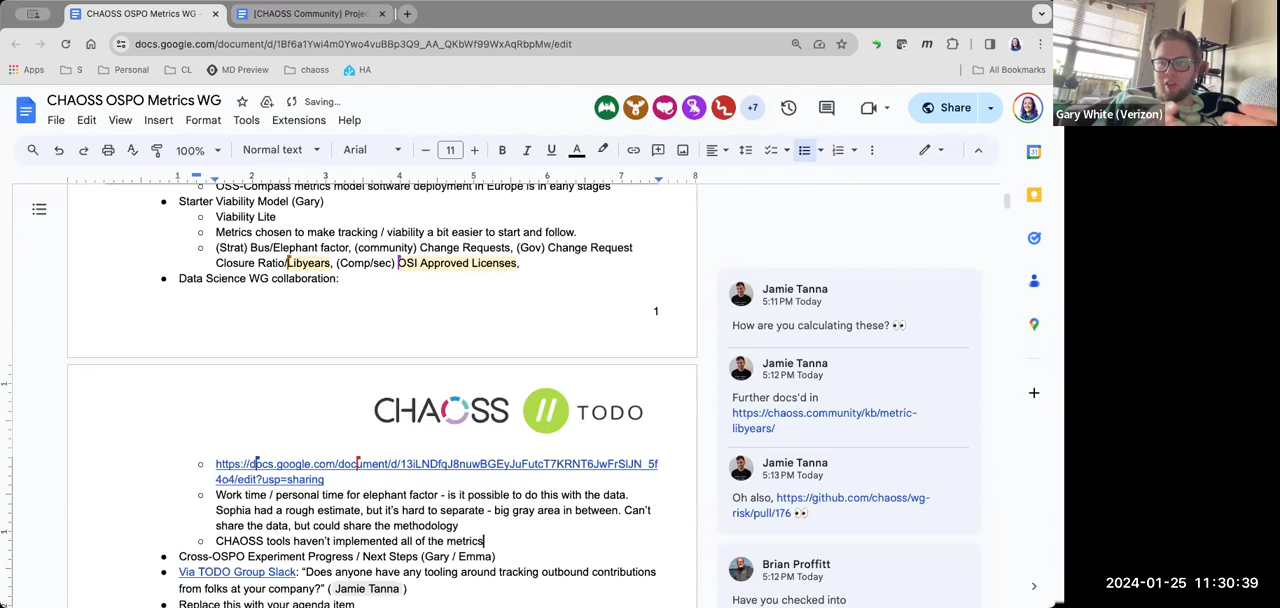 CHAOSS OSPO Metrics WG -
[CHAOSS Community] Projec
docs.google.com/document/d/1Bf6a1Ywi4m0Ywo4vuBBp3Q9_AA_QKbWf99WxAqRbpMw/edit
Apps
S
Personal
CL
MD Preview
chaoss
HA
All Bookmarks
CHAOSS OSPO Metrics WG
Saving...
File Edit View Insert Format Tools Extensions Help
+7
Share
100%
Normal text
Arial
11
1 2 3 4 5 6 7 8
OSS-Compass metrics model software deployment in Europe is in early stages
Starter Viability Model (Gary)
Viability Lite
Metrics chosen to make tracking / viability a bit easier to start and follow.
(Strat) Bus/Elephant factor, (community) Change Requests, (Gov) Change Request
Closure Ratio/Libyears, (Comp/sec) OSI Approved Licenses,
Data Science WG collaboration:
1
CHAOSS TODO
https://docs.google.com/document/d/13iLNDfqJ8nuwBGEyJuFutcT7KRNT6JwFrSIJN_5f
4o4/edit?usp=sharing
Work time / personal time for elephant factor - is it possible to do this with the data.
Sophia had a rough estimate, but it's hard to separate - big gray area in between. Can't
share the data, but could share the methodology
CHAOSS tools haven't implemented all of the metrics
Cross-OSPO Experiment Progress / Next Steps (Gary / Emma)
Via TODO Group Slack: "Does anyone have any tooling around tracking outbound contributions
from folks at your company?" ( Jamie Tanna )
Replace this with your agenda item
Jamie Tanna
5:11 PM Today
How are you calculating these? 👀
Jamie Tanna
5:12 PM Today
Further docs'd in
https://chaoss.community/kb/metric-
libyears/
Jamie Tanna
5:13 PM Today
Oh also, https://github.com/chaoss/wg-
risk/pull/176 👀
Brian Proffitt
5:12 PM Today
Have you checked into
Gary White (Verizon)
2024-01-25 11:30:39